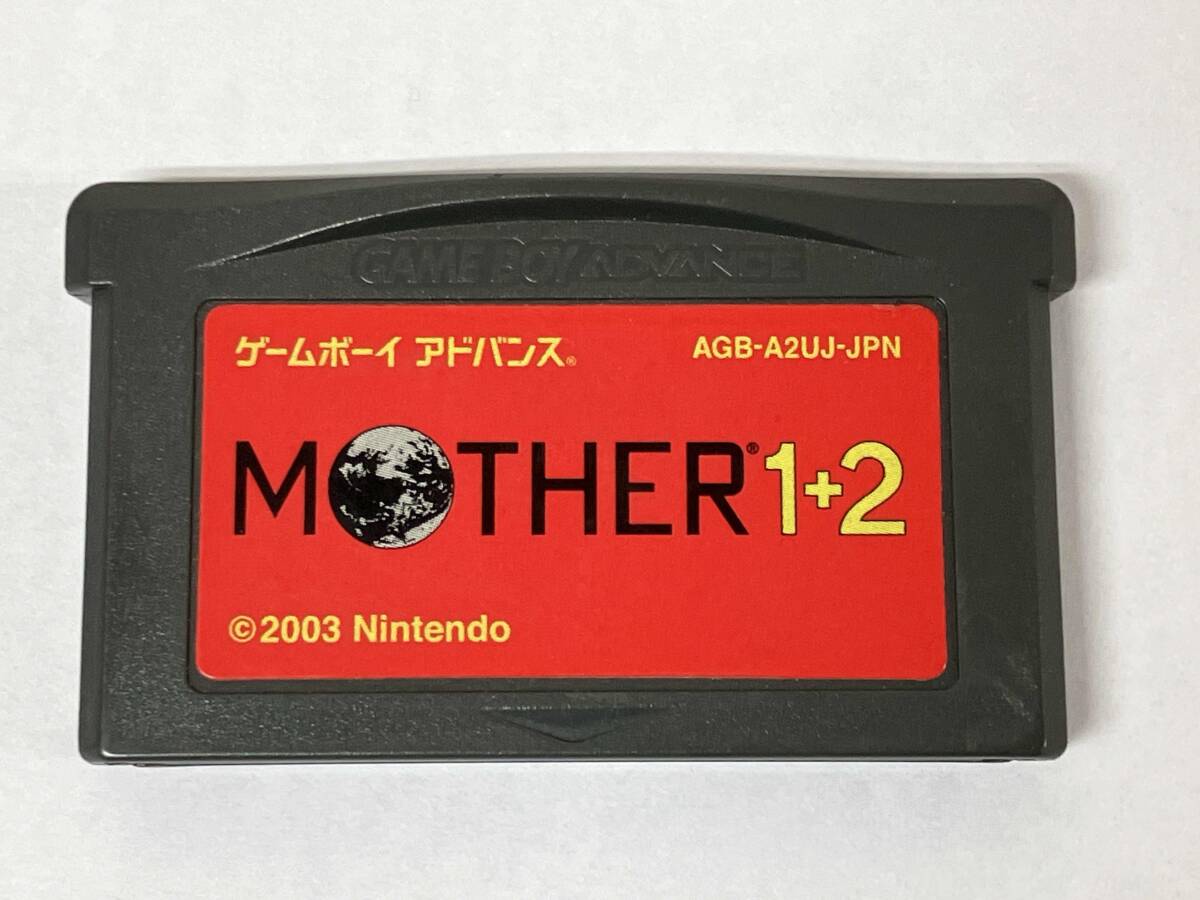 GAME BOY ADVANCE
ゲームボーイ アドバンス®
AGB-A2UJ-JPN
MOTHER® 1+2
©2003 Nintendo